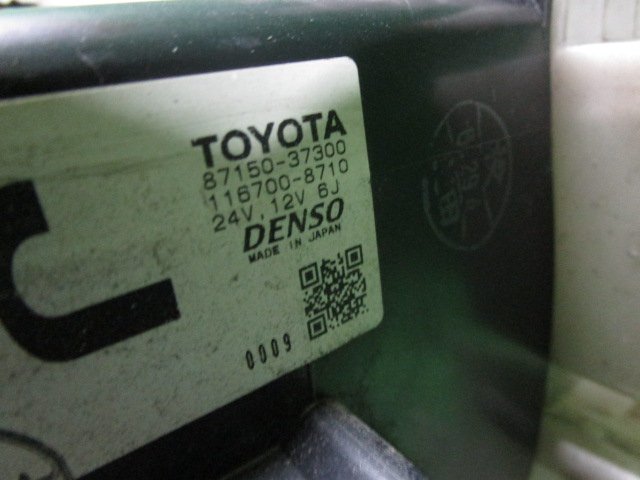 TOYOTA
87150-37300
116700-8710
24V, 12V 6J
DENSO
MADE IN JAPAN
0009